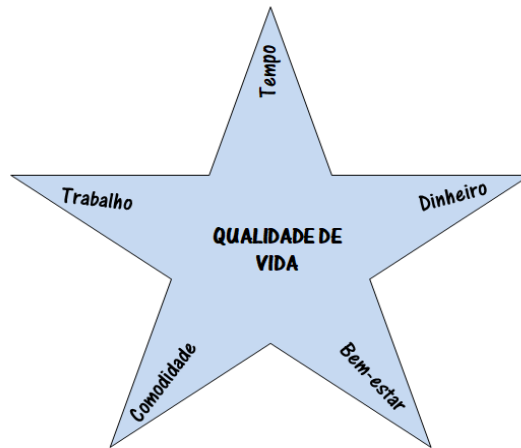 Tempo
Trabalho
Dinheiro
QUALIDADE DE
VIDA
Comodidade
Bem-estar